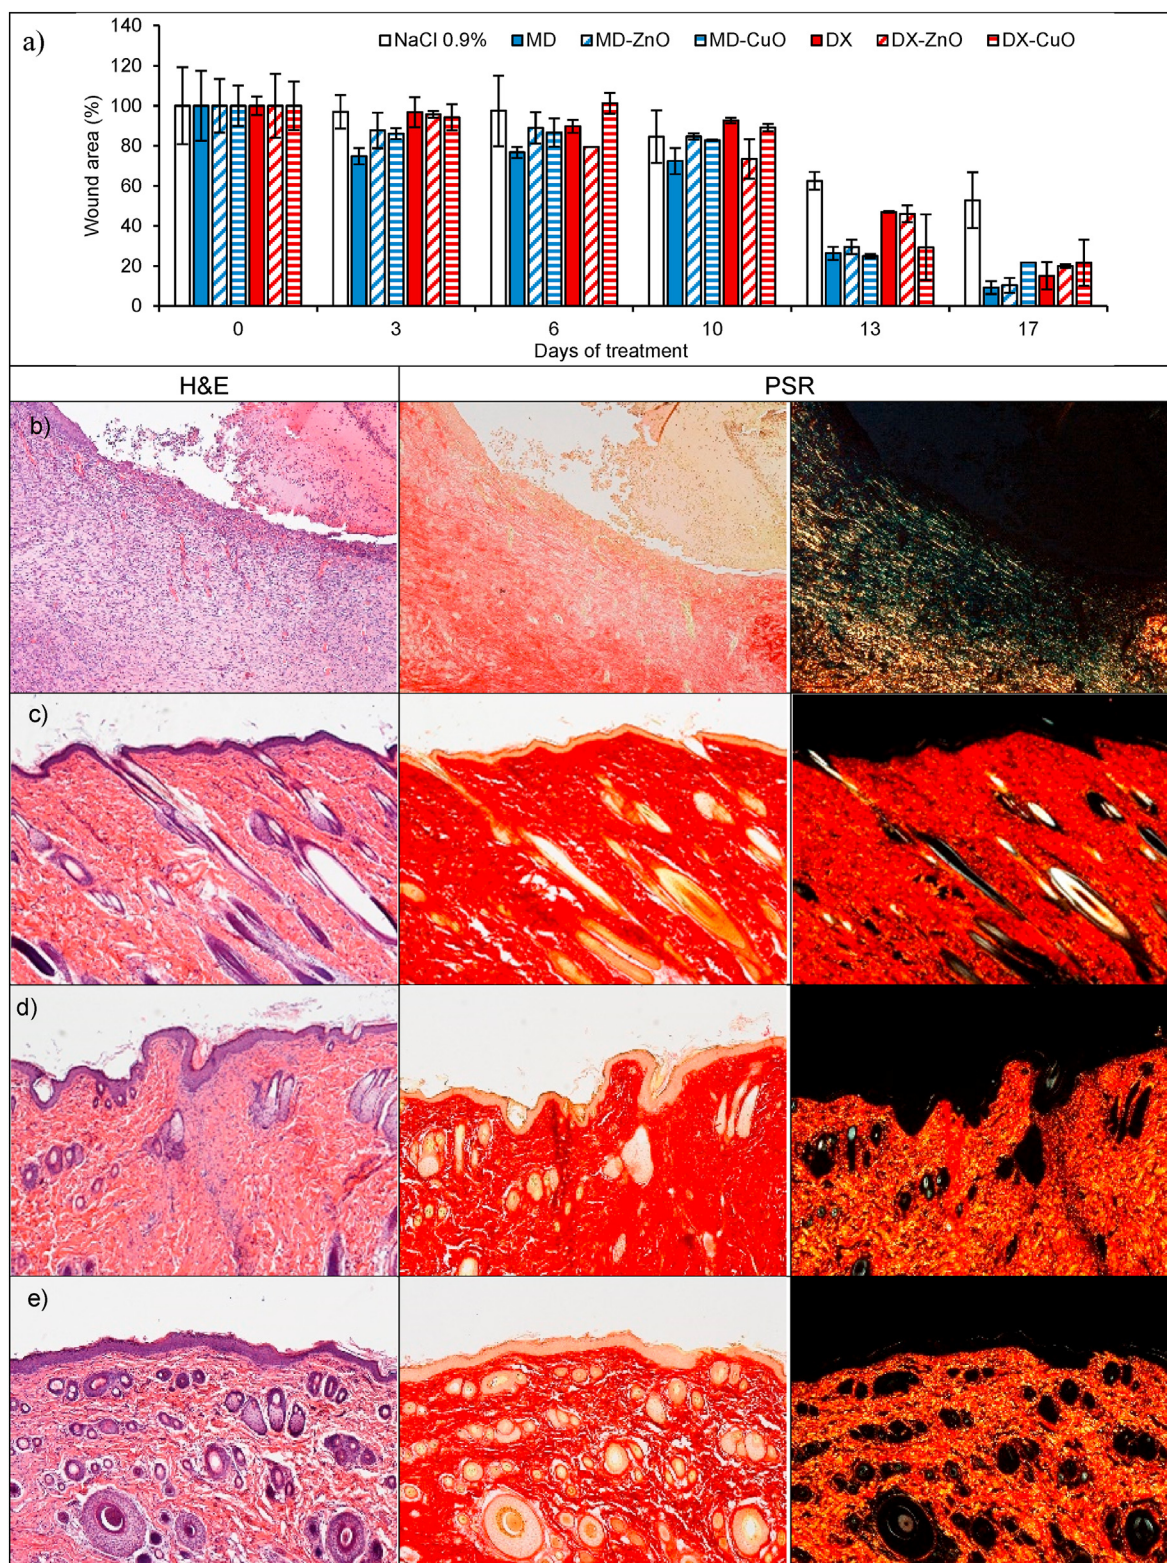 a)
NaCl 0.9% MD MD-ZnO MD-CuO DX DX-ZnO DX-CuO
Wound area (%)
140
120
100
80
60
40
20
0
0 3 6 10 13 17
Days of treatment
H&E PSR
b)
c)
d)
e)